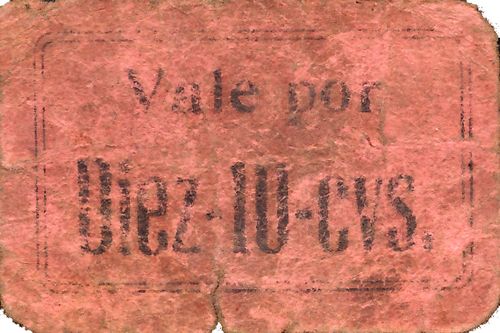 Vale por
Diez-10-cvs.